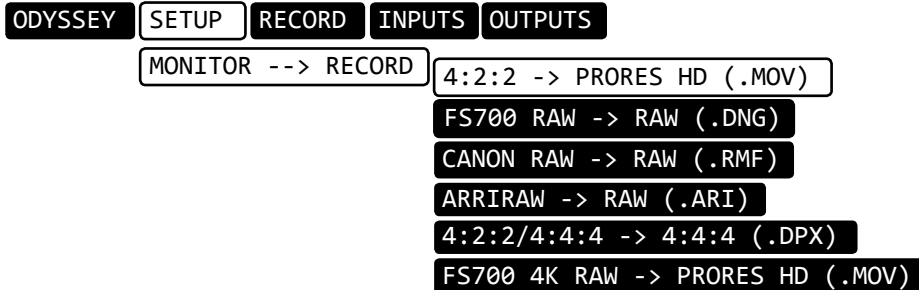 ODYSSEY SETUP RECORD INPUTS OUTPUTS
MONITOR --> RECORD
4:2:2 -> PRORES HD (.MOV)
FS700 RAW -> RAW (.DNG)
CANON RAW -> RAW (.RMF)
ARRIRAW -> RAW (.ARI)
4:2:2/4:4:4 -> 4:4:4 (.DPX)
FS700 4K RAW -> PRORES HD (.MOV)